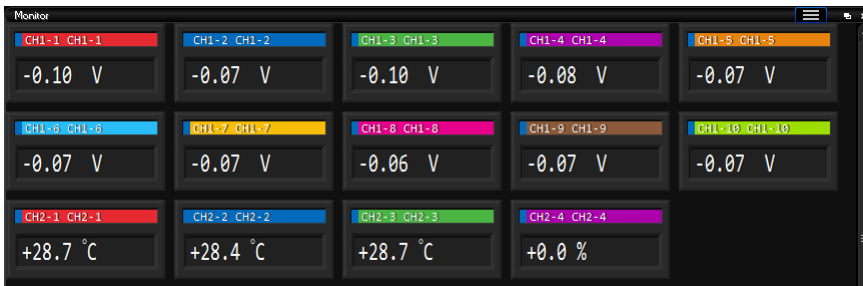 Monitor
CH1-1 CH1-1 CH1-2 CH1-2 CH1-3 CH1-3 CH1-4 CH1-4 CH1-5 CH1-5
-0.10 V -0.07 V -0.10 V -0.08 V -0.07 V
CH1-6 CH1-6 CH1-7 CH1-7 CH1-8 CH1-8 CH1-9 CH1-9 CH1-10 CH1-10
-0.07 V -0.07 V -0.06 V -0.07 V -0.07 V
CH2-1 CH2-1 CH2-2 CH2-2 CH2-3 CH2-3 CH2-4 CH2-4
+28.7 °C +28.4 °C +28.7 °C +0.0 %